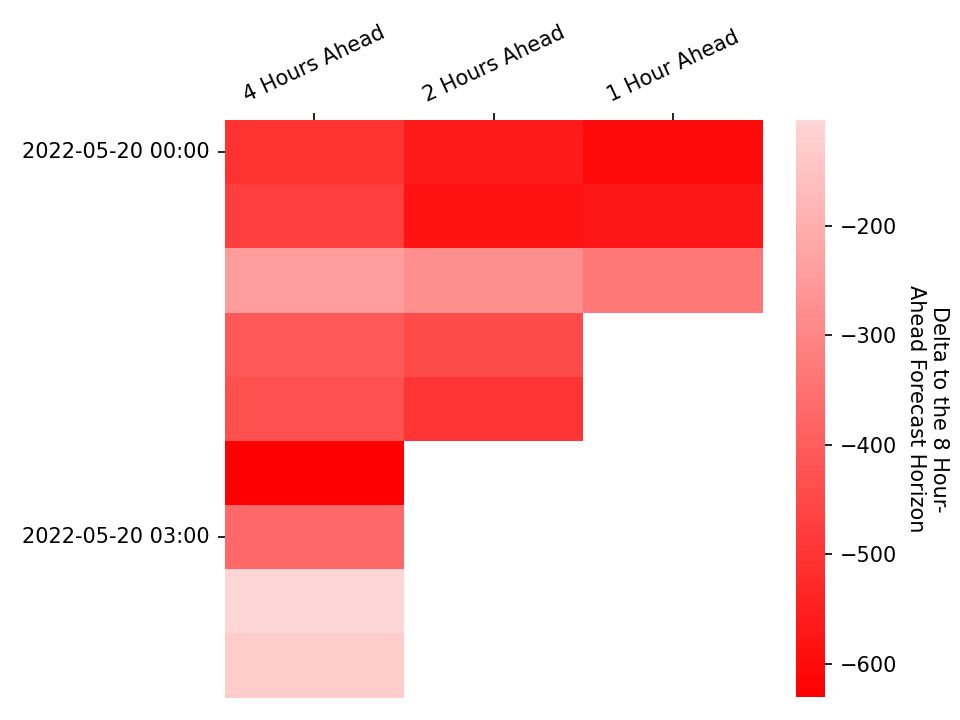 4 Hours Ahead
2 Hours Ahead
1 Hour Ahead
2022-05-20 00:00
2022-05-20 03:00
−200
−300
−400
−500
−600
Delta to the 8 Hour-
Ahead Forecast Horizon